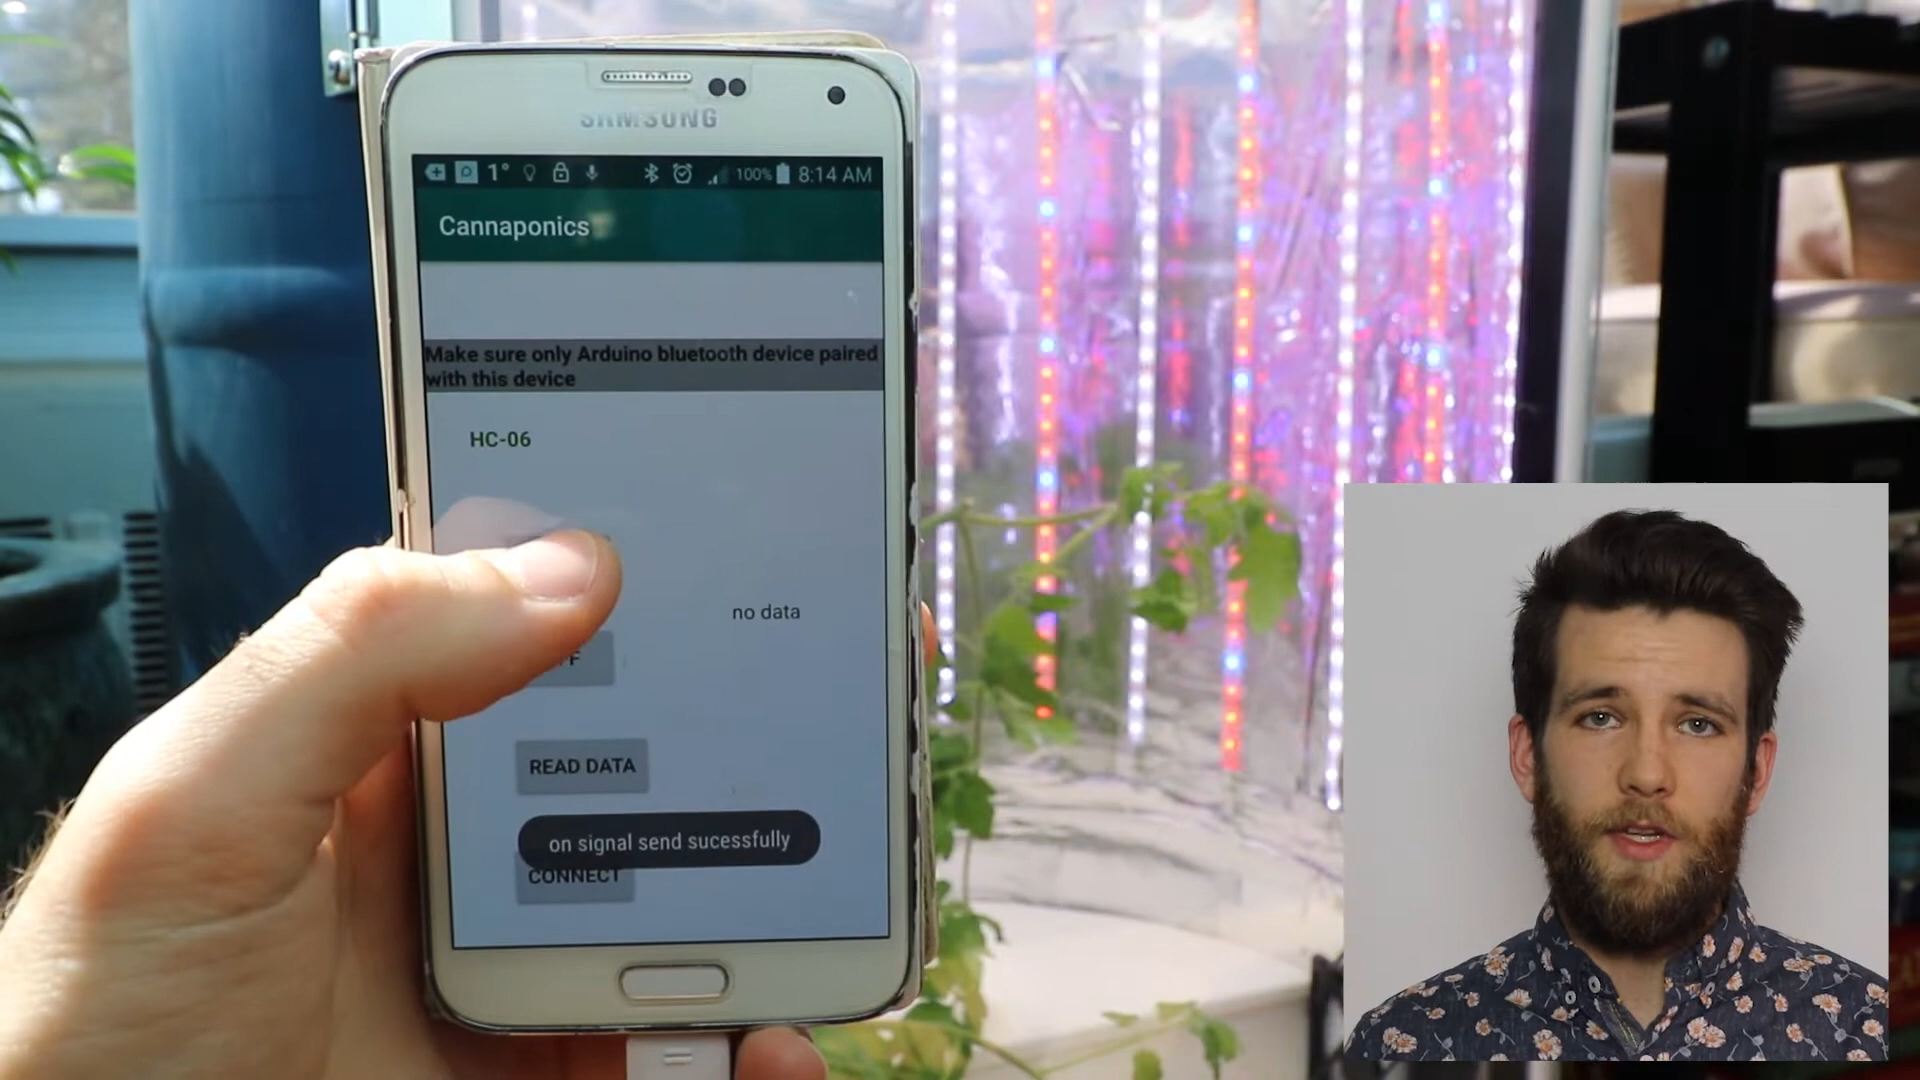 SAMSUNG
1° 100% 8:14 AM
Cannaponics
Make sure only Arduino bluetooth device paired
with this device
HC-06
no data
READ DATA
on signal send sucessfully
CONNECT